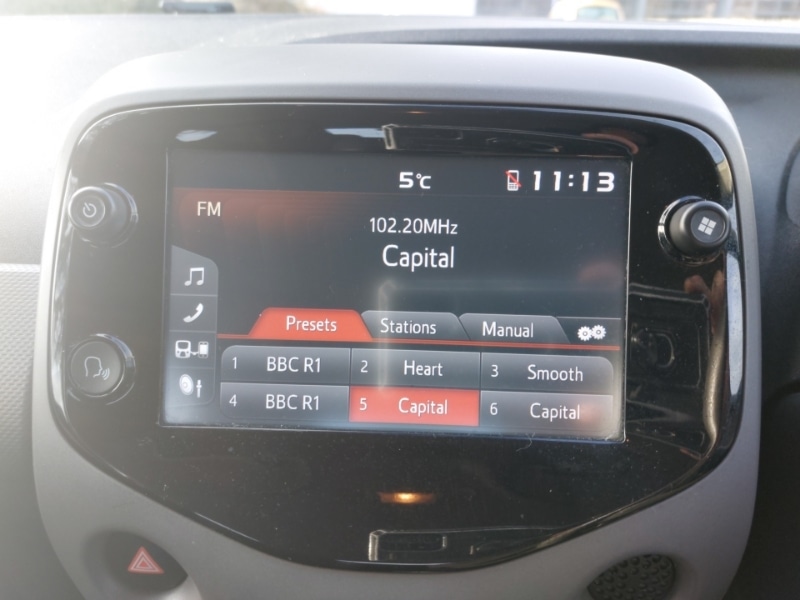 5°C 11:13
FM
102.20MHz
Capital
Presets Stations Manual
1 BBC R1 2 Heart 3 Smooth
4 BBC R1 5 Capital 6 Capital